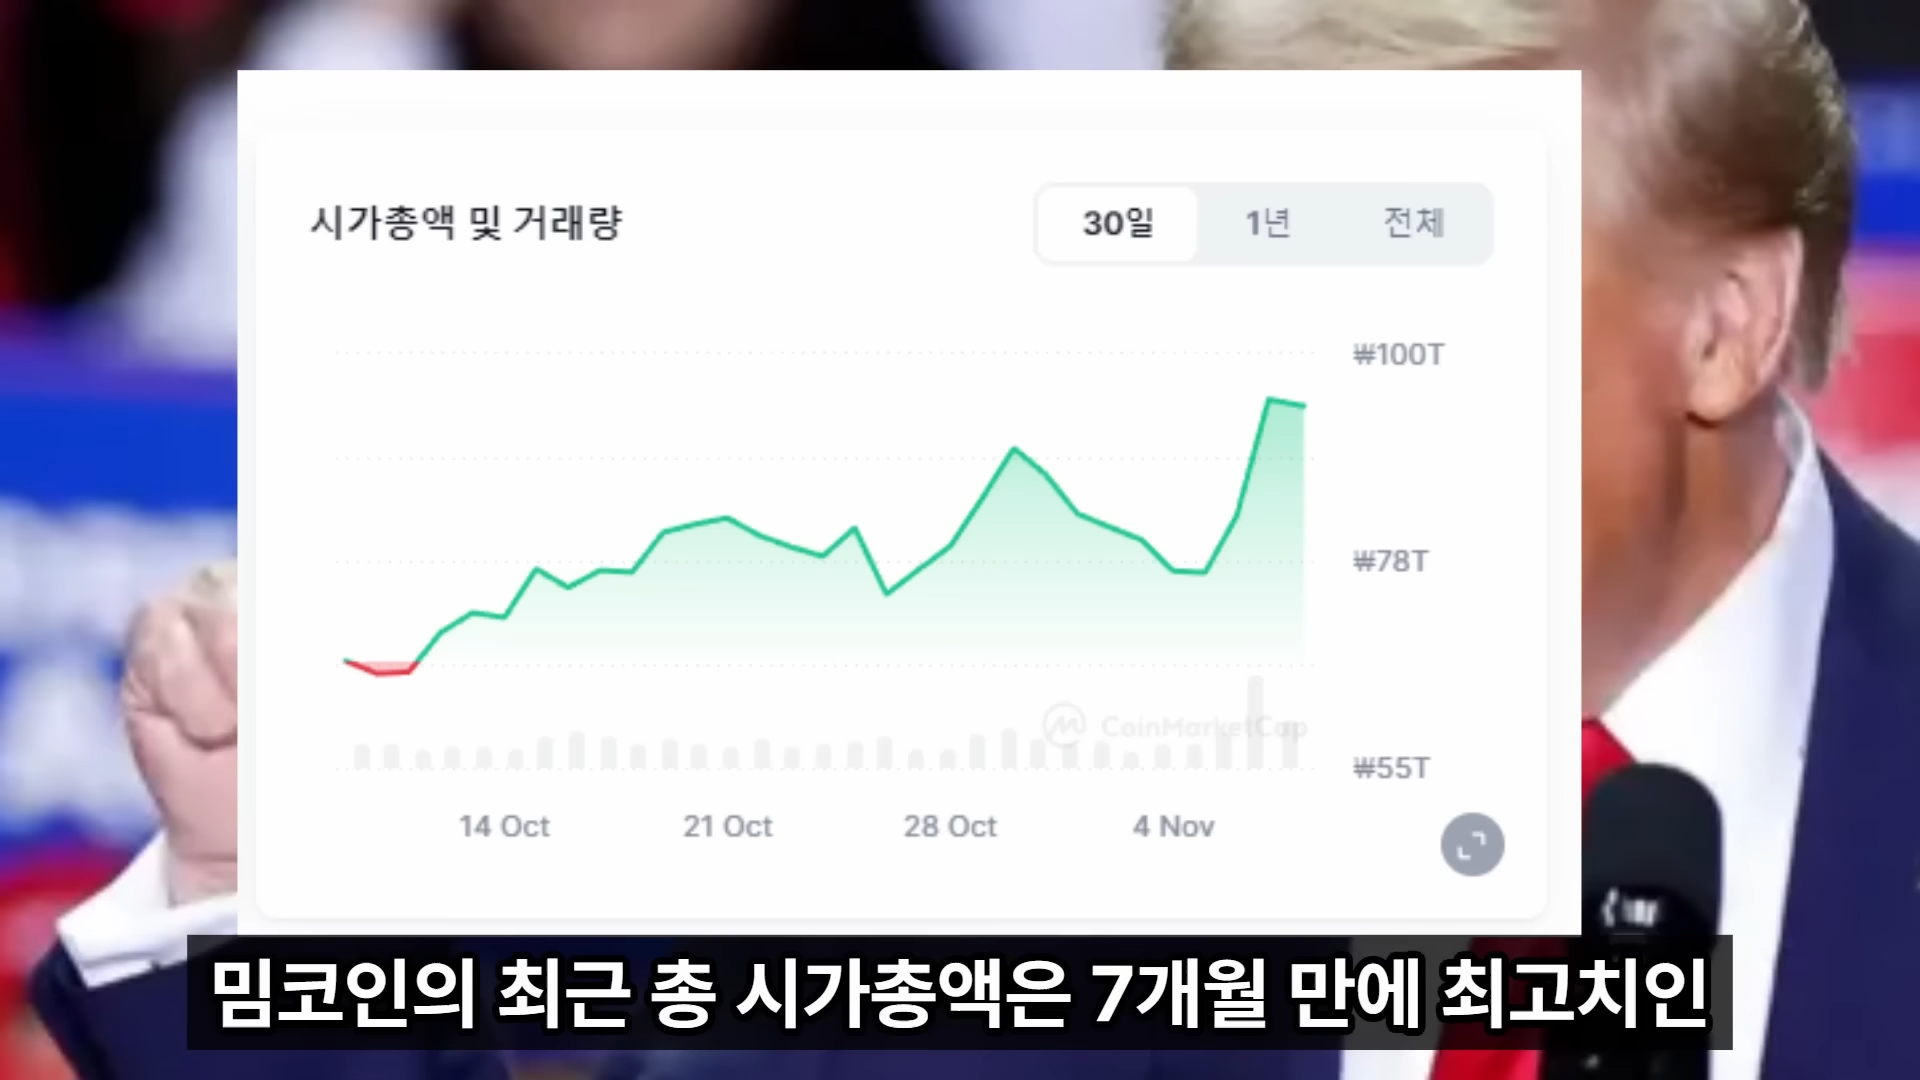 시가총액 및 거래량
30일 1년 전체
₩100T
₩78T
CoinMarketCap
₩55T
14 Oct 21 Oct 28 Oct 4 Nov
밈코인의 최근 총 시가총액은 7개월 만에 최고치인